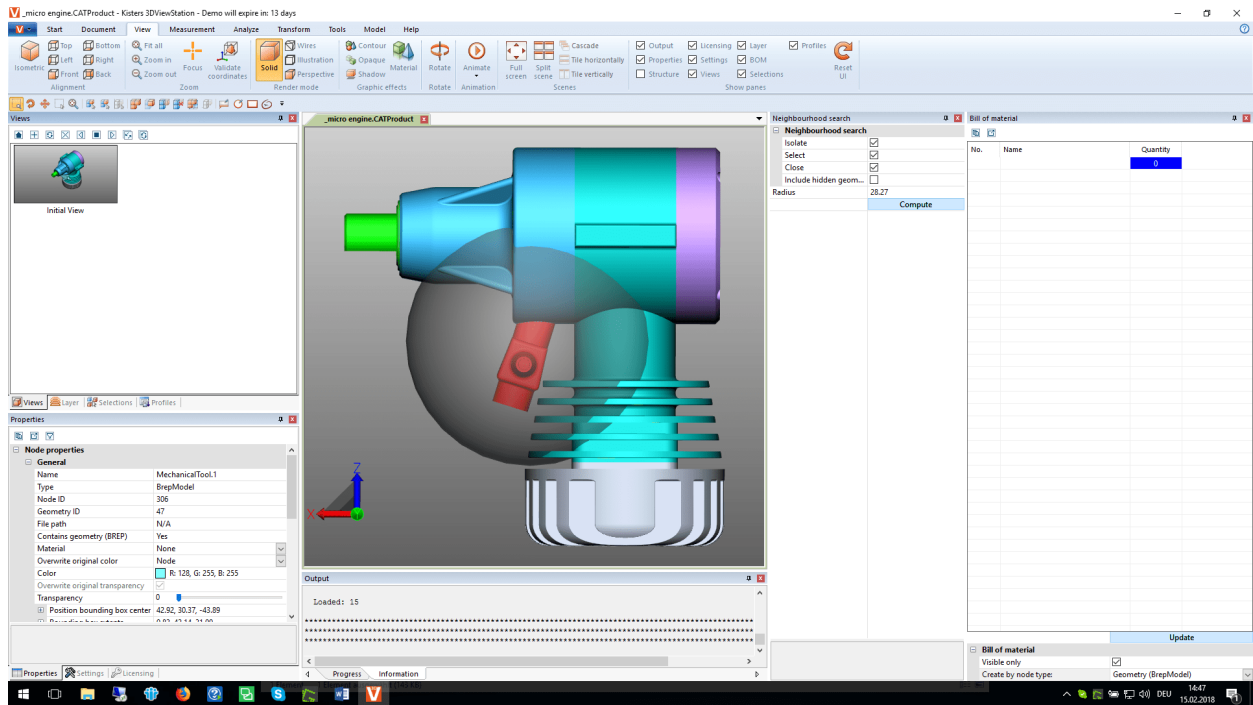 _micro engine.CATProduct - Kisters 3DViewStation - Demo will expire in: 13 days
Start Document View Measurement Analyze Transform Tools Model Help
Isometric Top Bottom Left Right Front Back
Fit all Zoom in Zoom out Focus Validate coordinates
Solid Wires Illustration Perspective
Contour Opaque Shadow Material
Rotate Animate Full screen Split scene
Cascade Tile horizontally Tile vertically
Output Licensing Layer Profiles
Properties Settings BOM
Structure Views Selections
Reset UI
Alignment Zoom Render mode Graphic effects Rotate Animation Scenes Show panes
Views
Initial View
Views Layer Selections Profiles
Properties
Node properties
General
Name MechanicalTool.1
Type BrepModel
Node ID 306
Geometry ID 47
File path N/A
Contains geometry (BREP) Yes
Material None
Overwrite original color Node
Color R: 128, G: 255, B: 255
Overwrite original transparency
Transparency 0
Position bounding box center 42.92, 30.37, -43.89
Properties Settings Licensing
_micro engine.CATProduct
Z
X
Output
Loaded: 15
****************************************************************************
****************************************************************************
****************************************************************************
Progress Information
Neighbourhood search
Neighbourhood search
Isolate
Select
Close
Include hidden geom...
Radius 28.27
Compute
Bill of material
No. Name Quantity
0
Update
Bill of material
Visible only
Create by node type: Geometry (BrepModel)
DEU
14:47
15.02.2018